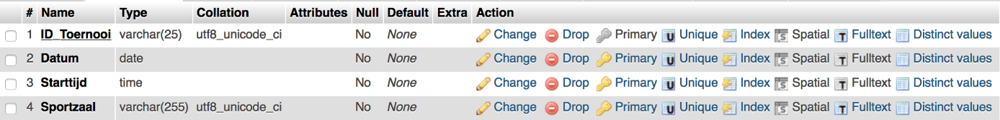 # Name Type Collation Attributes Null Default Extra Action
1 ID_Toernooi varchar(25) utf8_unicode_ci No None Change Drop Primary U Unique Index S Spatial T Fulltext Distinct values
2 Datum date No None Change Drop Primary U Unique Index S Spatial T Fulltext Distinct values
3 Starttijd time No None Change Drop Primary U Unique Index S Spatial T Fulltext Distinct values
4 Sportzaal varchar(255) utf8_unicode_ci No None Change Drop Primary U Unique Index S Spatial T Fulltext Distinct values